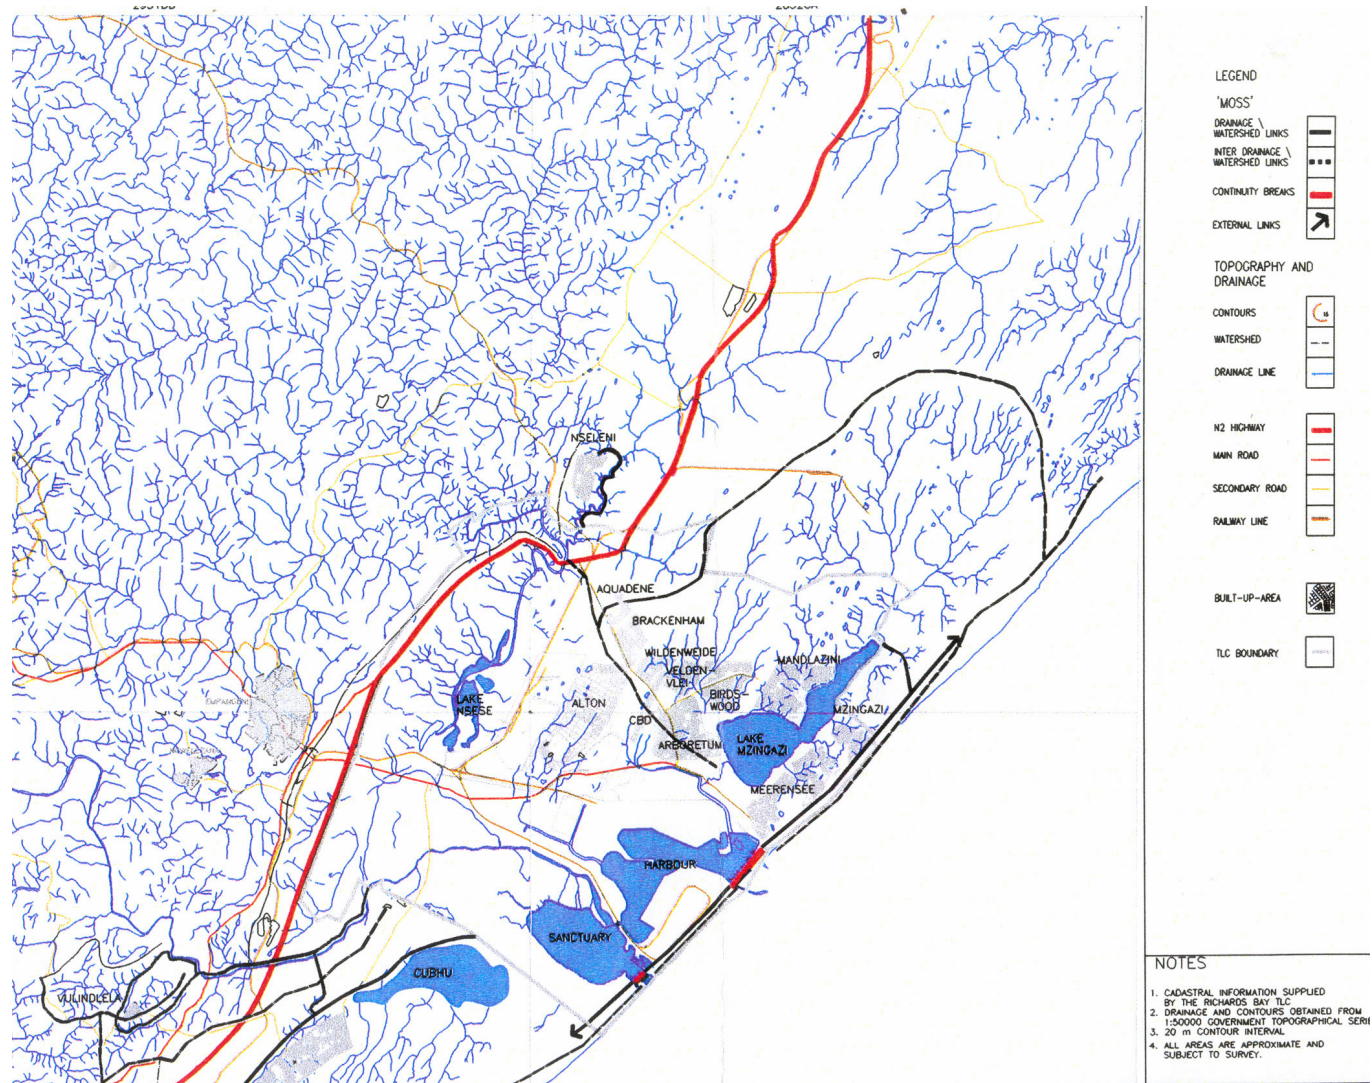 LEGEND
'MOSS'
DRAINAGE \
WATERSHED LINKS
INTER DRAINAGE \
WATERSHED LINKS
CONTINUITY BREAKS
EXTERNAL LINKS
TOPOGRAPHY AND
DRAINAGE
CONTOURS
WATERSHED
DRAINAGE LINE
N2 HIGHWAY
MAIN ROAD
SECONDARY ROAD
RAILWAY LINE
BUILT-UP-AREA
TLC BOUNDARY
NSELENI
AQUADENE
BRACKENHAM
WILDENWEIDE
VELDEN-
VLEI
BIRDS-
WOOD
MANDLAZINI
MZINGAZI
LAKE
NSESE
ALTON
CBD
ARBORETUM
LAKE
MZINGAZI
MEERENSEE
EMPANGENI
HARBOUR
SANCTUARY
CUBHU
VULINDLELA
NOTES
1. CADASTRAL INFORMATION SUPPLIED
BY THE RICHARDS BAY TLC
2. DRAINAGE AND CONTOURS OBTAINED FROM
1:50000 GOVERNMENT TOPOGRAPHICAL SERIE
3. 20 m CONTOUR INTERVAL
4. ALL AREAS ARE APPROXIMATE AND
SUBJECT TO SURVEY.